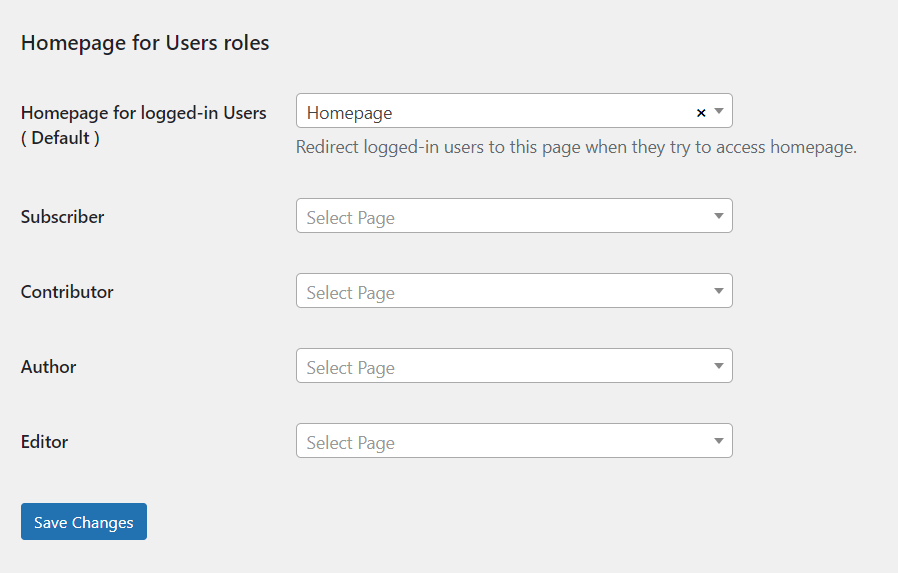 Homepage for Users roles
Homepage for logged-in Users
( Default )
Homepage × 
Redirect logged-in users to this page when they try to access homepage.
Subscriber
Select Page
Contributor
Select Page
Author
Select Page
Editor
Select Page
Save Changes